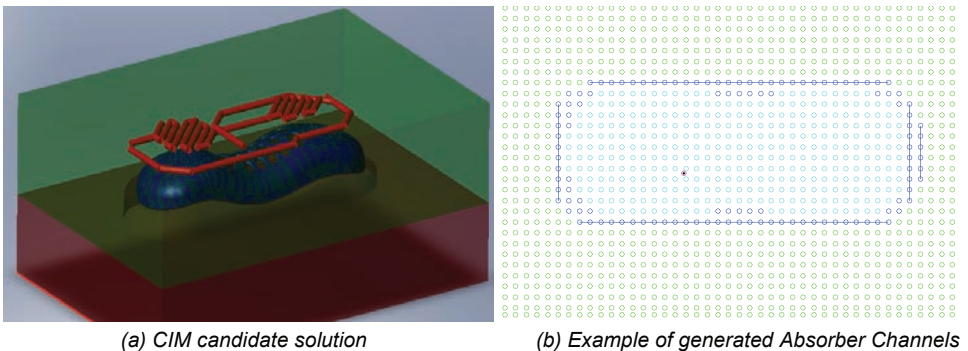 (a) CIM candidate solution
(b) Example of generated Absorber Channels